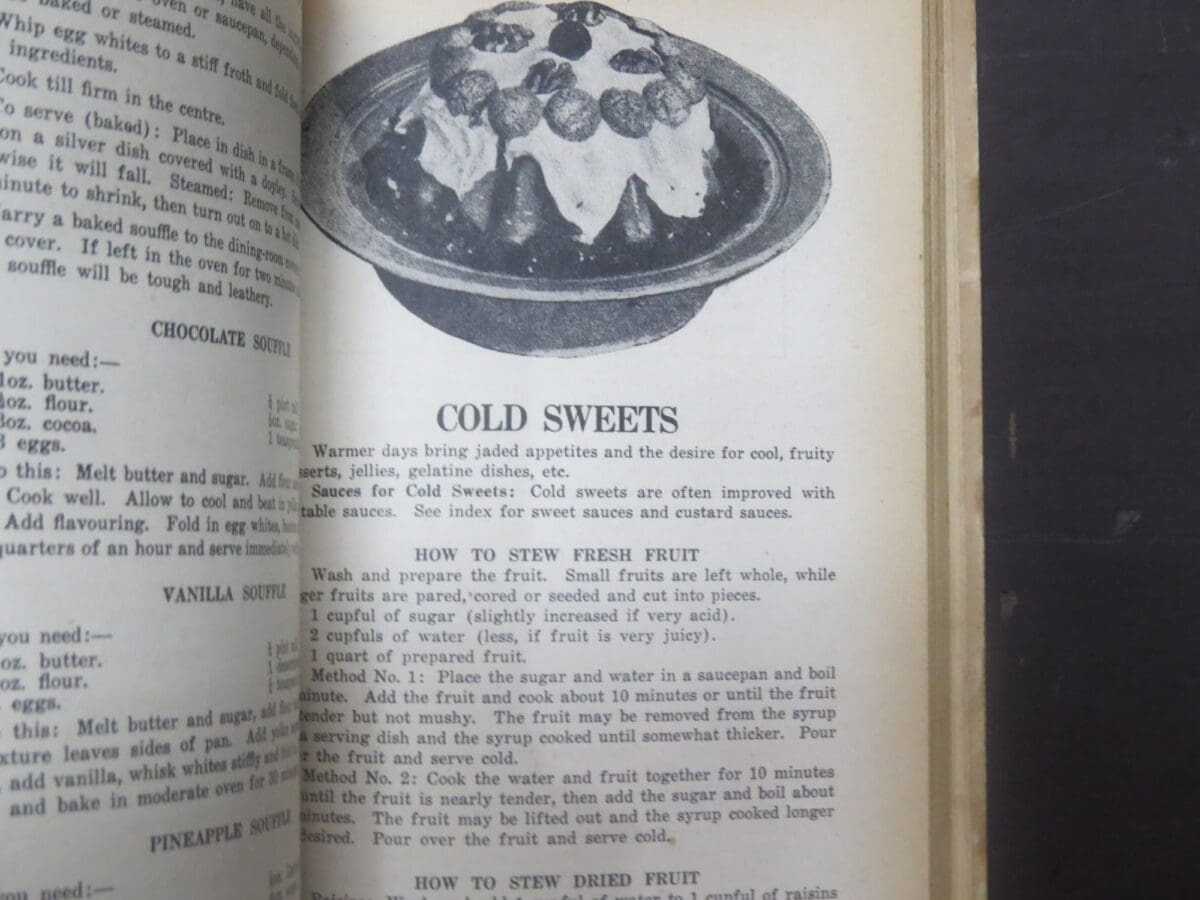 have all the
baked or steamed. oven or saucepan,
Whip egg whites to a stiff froth and fold
ingredients.
Cook till firm in the centre.
To serve (baked): Place in dish in a
on a silver dish covered with a doyley.
wise it will fall. Steamed: Remove from
minute to shrink, then turn out on to a hot
Carry a baked souffle to the dining-room
cover. If left in the oven for two minutes
souffle will be tough and leathery.
CHOCOLATE SOUFFLE
you need:—
1oz. butter.
oz. flour.
3oz. cocoa.
3 eggs.
this: Melt butter and sugar. Add flour
Cook well. Allow to cool and beat in
Add flavouring. Fold in egg whites,
quarters of an hour and serve immediately
VANILLA SOUFFLE
you need:—
oz. butter.
oz. flour.
eggs.
this: Melt butter and sugar, add flour
xture leaves sides of pan. Add
add vanilla, whisk whites stiffly and
and bake in moderate oven for 30
PINEAPPLE SOUFFLE
you need:—
COLD SWEETS
Warmer days bring jaded appetites and the desire for cool, fruity
sserts, jellies, gelatine dishes, etc.
Sauces for Cold Sweets: Cold sweets are often improved with
table sauces. See index for sweet sauces and custard sauces.
HOW TO STEW FRESH FRUIT
Wash and prepare the fruit. Small fruits are left whole, while
ger fruits are pared, cored or seeded and cut into pieces.
1 cupful of sugar (slightly increased if very acid).
2 cupfuls of water (less, if fruit is very juicy).
1 quart of prepared fruit.
Method No. 1: Place the sugar and water in a saucepan and boil
minute. Add the fruit and cook about 10 minutes or until the fruit
tender but not mushy. The fruit may be removed from the syrup
a serving dish and the syrup cooked until somewhat thicker. Pour
r the fruit and serve cold.
Method No. 2: Cook the water and fruit together for 10 minutes
until the fruit is nearly tender, then add the sugar and boil about
minutes. The fruit may be lifted out and the syrup cooked longer
desired. Pour over the fruit and serve cold.
HOW TO STEW DRIED FRUIT
of water to 1 cupful of raisins